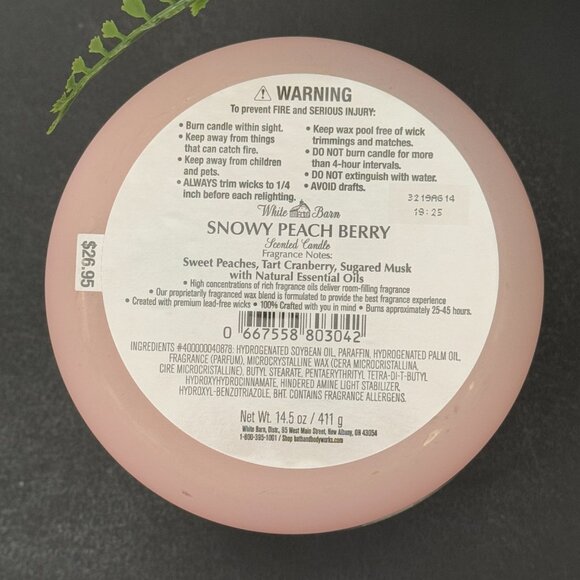 ⚠ WARNING
To prevent FIRE and SERIOUS INJURY:
• Burn candle within sight.
• Keep away from things
that can catch fire.
• Keep away from children
and pets.
• ALWAYS trim wicks to 1/4
inch before each relighting.
• Keep wax pool free of wick
trimmings and matches.
• DO NOT burn candle for more
than 4-hour intervals.
• DO NOT extinguish with water.
• AVOID drafts.
3219A614
18:25
White Barn
SNOWY PEACH BERRY
Scented Candle
Fragrance Notes:
Sweet Peaches, Tart Cranberry, Sugared Musk
with Natural Essential Oils
• High concentrations of rich fragrance oils deliver room-filling fragrance
• Our proprietarily fragranced wax blend is formulated to provide the best fragrance experience
• Created with premium lead-free wicks • 100% Crafted with you in mind • Burns approximately 25-45 hours.
0 667558 803042
INGREDIENTS #400000040878: HYDROGENATED SOYBEAN OIL, PARAFFIN, HYDROGENATED PALM OIL,
FRAGRANCE (PARFUM), MICROCRYSTALLINE WAX (CERA MICROCRISTALLINA,
CIRE MICROCRISTALLINE), BUTYL STEARATE, PENTAERYTHRITYL TETRA-DI-T-BUTYL
HYDROXYHYDROCINNAMATE, HINDERED AMINE LIGHT STABILIZER,
HYDROXYL-BENZOTRIAZOLE, BHT. CONTAINS FRAGRANCE ALLERGENS.
Net Wt. 14.5 oz / 411 g
White Barn, Distr., 95 West Main Street, New Albany, OH 43054
1-800-395-1001 / Shop bathandbodyworks.com
$26.95